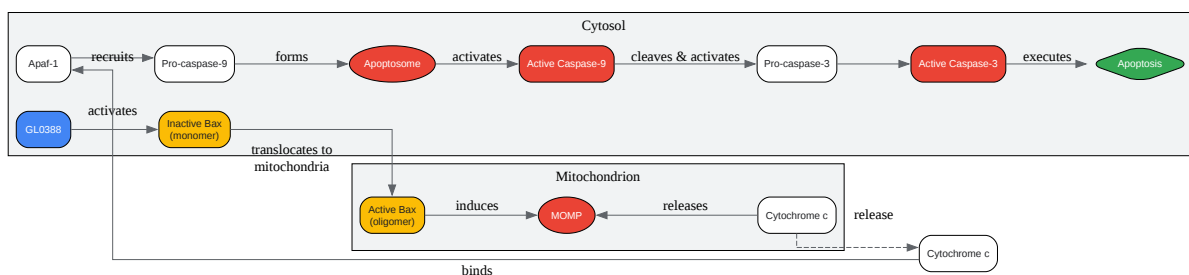 Cytosol
Apaf-1
recruits
Pro-caspase-9
forms
Apoptosome
activates
Active Caspase-9
cleaves & activates
Pro-caspase-3
Active Caspase-3
executes
Apoptosis
GL0388
activates
Inactive Bax
(monomer)
translocates to
mitochondria
Mitochondrion
Active Bax
(oligomer)
induces
MOMP
releases
Cytochrome c
release
Cytochrome c
binds